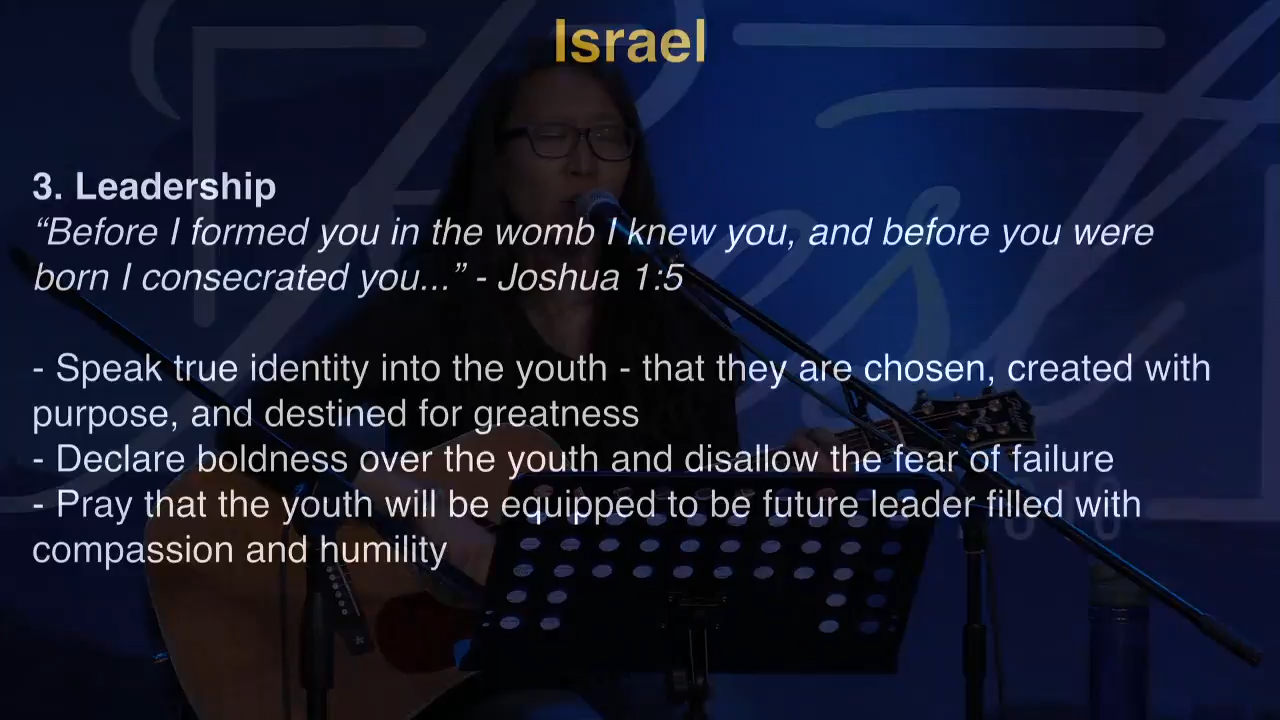 Israel
3. Leadership
“Before I formed you in the womb I knew you, and before you were
born I consecrated you...” - Joshua 1:5
- Speak true identity into the youth - that they are chosen, created with
purpose, and destined for greatness
- Declare boldness over the youth and disallow the fear of failure
- Pray that the youth will be equipped to be future leader filled with
compassion and humility